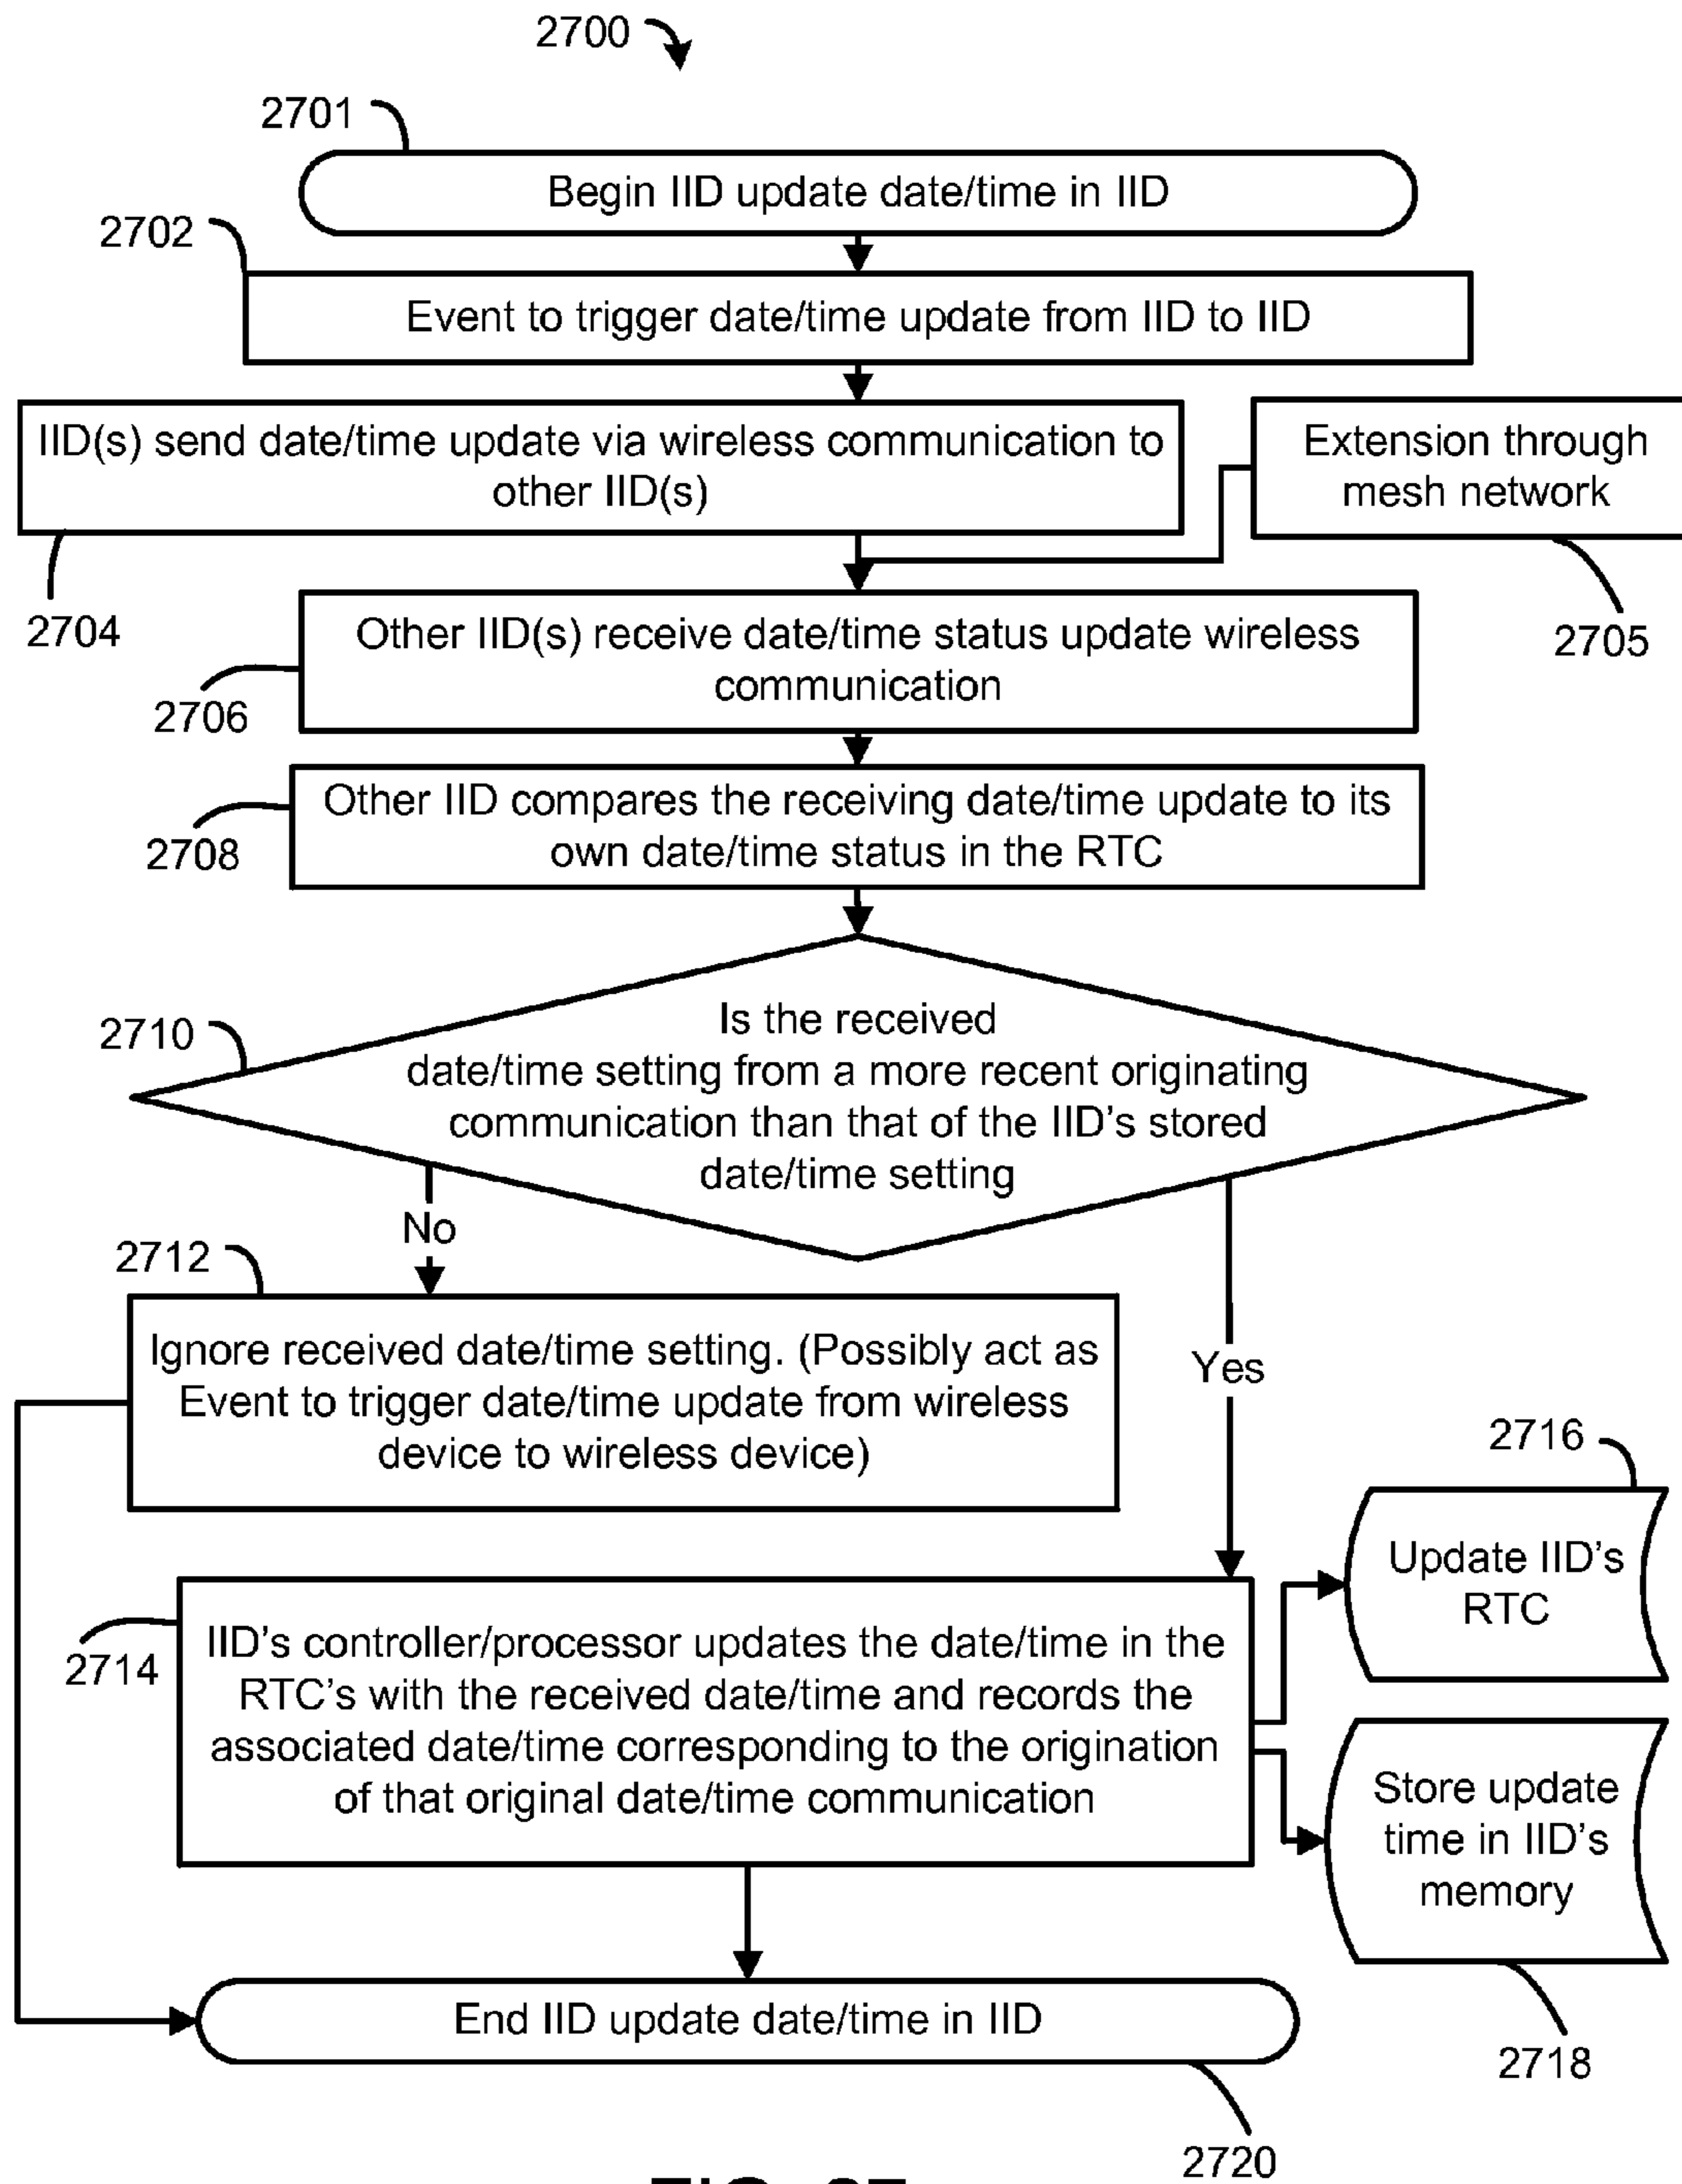 2700
2701
Begin IID update date/time in IID
2702
Event to trigger date/time update from IID to IID
IID(s) send date/time update via wireless communication to
other IID(s)
Extension through
mesh network
2704
2705
Other IID(s) receive date/time status update wireless
communication
2706
Other IID compares the receiving date/time update to its
own date/time status in the RTC
2708
2710
Is the received
date/time setting from a more recent originating
communication than that of the IID's stored
date/time setting
No
Yes
2712
Ignore received date/time setting. (Possibly act as
Event to trigger date/time update from wireless
device to wireless device)
2716
Update IID's
RTC
2714
IID's controller/processor updates the date/time in the
RTC's with the received date/time and records the
associated date/time corresponding to the origination
of that original date/time communication
Store update
time in IID's
memory
2718
End IID update date/time in IID
2720